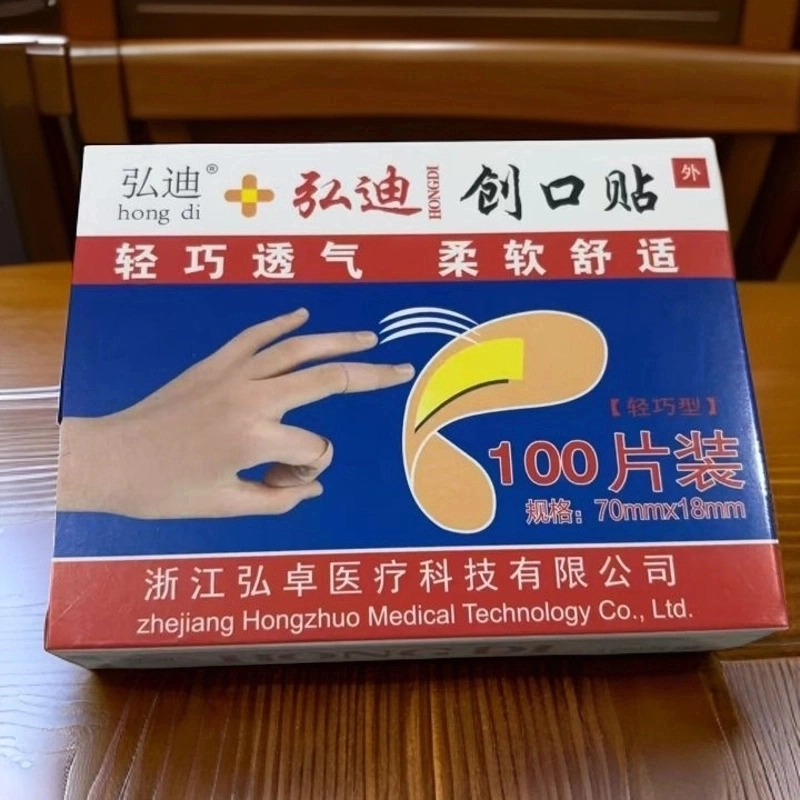 弘迪® 弘迪 HONGDI 创口贴 外
hong di
轻巧透气 柔软舒适
【轻巧型】
100片装
规格：70mmx18mm
浙江弘卓医疗科技有限公司
zhejiang Hongzhuo Medical Technology Co., Ltd.
HONG DI